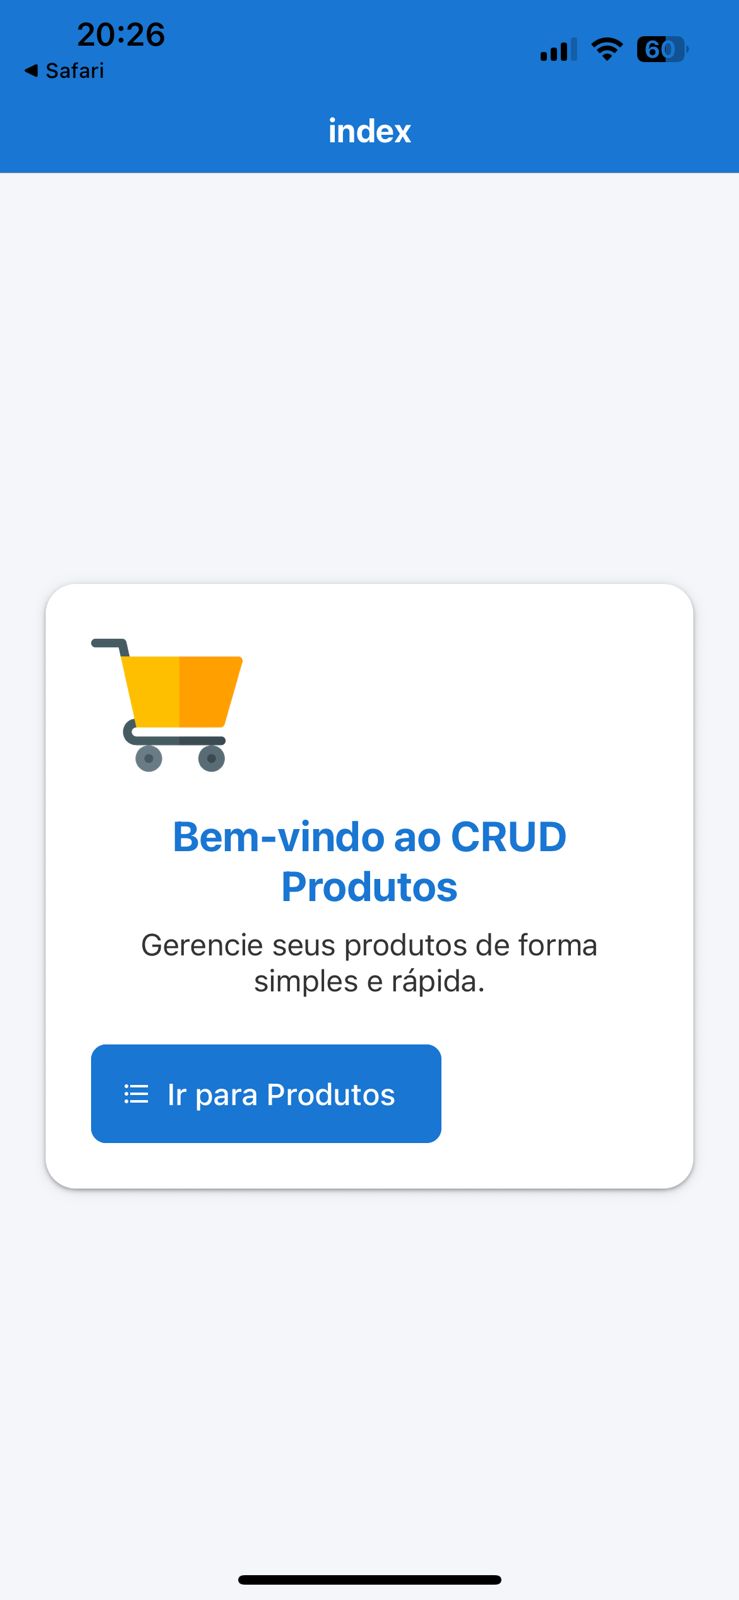 20:26
Safari
60
index
Bem-vindo ao CRUD
Produtos
Gerencie seus produtos de forma
simples e rápida.
Ir para Produtos